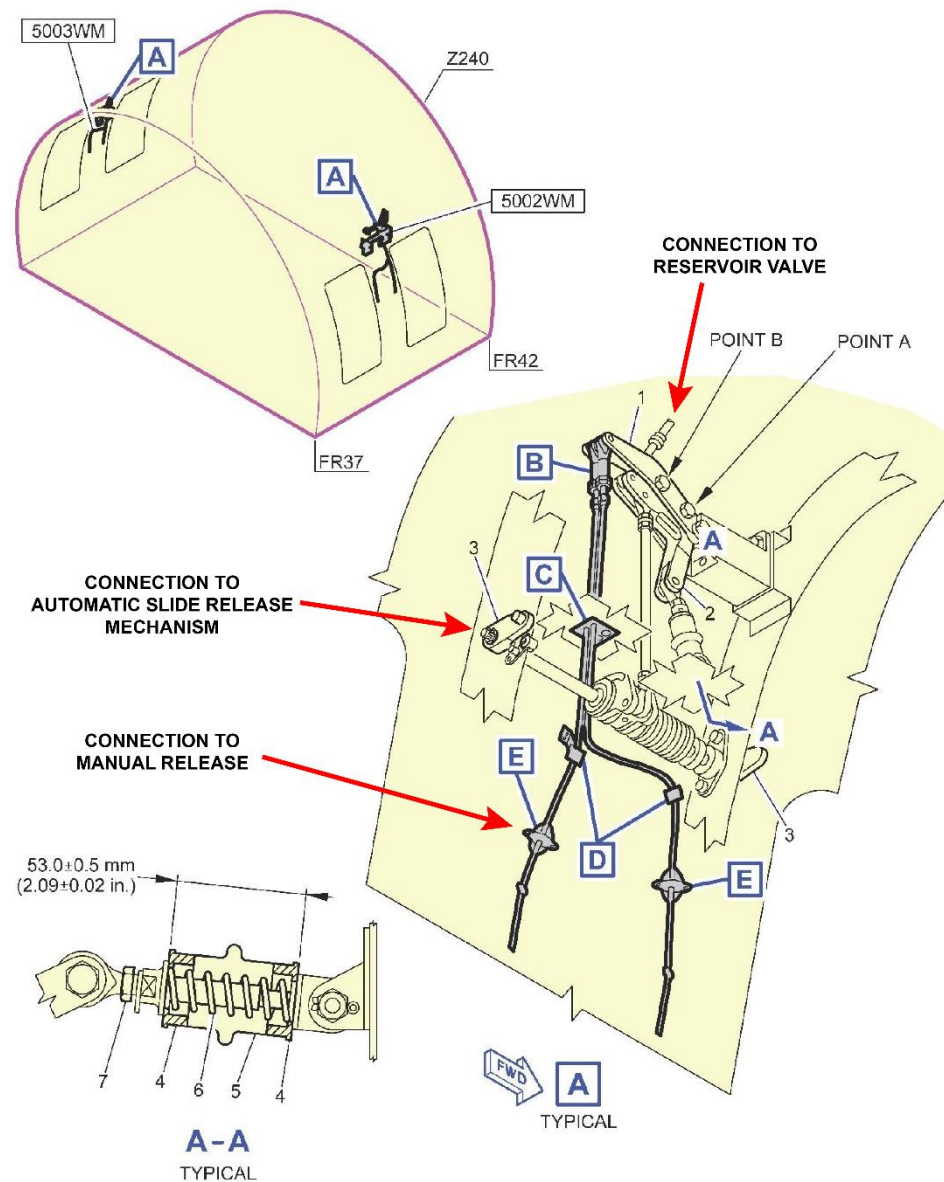 5003WM
A
Z240
A
5002WM
FR42
FR37
CONNECTION TO
RESERVOIR VALVE
POINT B
POINT A
1
B
A
3
C
2
CONNECTION TO
AUTOMATIC SLIDE RELEASE
MECHANISM
A
CONNECTION TO
MANUAL RELEASE
E
3
D
E
53.0±0.5 mm
(2.09±0.02 in.)
7
4
6
5
4
A-A
TYPICAL
FWD
A
TYPICAL